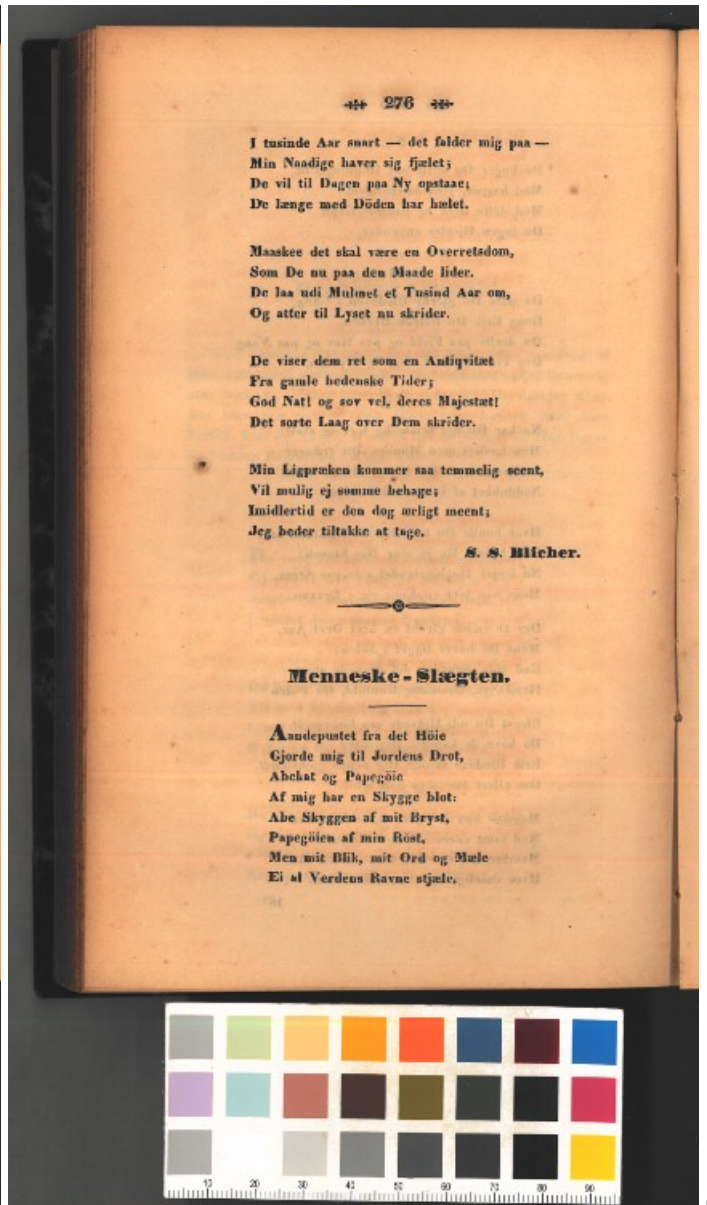 276
I tusinde Aar snart — det falder mig paa —
Min Naadige haver sig fjælet;
De vil til Dagen paa Ny opstaae;
De længe med Döden har hælet.
Maaskee det skal være en Overretsdom,
Som De nu paa den Maade lider.
De laa udi Mulmet et Tusind Aar om,
Og atter til Lyset nu skrider.
De viser dem ret som en Antiqvitæt
Fra gamle hedenske Tider;
God Nat! og sov vel, deres Majestæt!
Det sorte Laag over Dem skrider.
Min Ligpræken kommer saa temmelig seent,
Vil mulig ej somme behage;
Imidlertid er den dog ærligt meent;
Jeg beder tiltakke at tage.
S. S. Blicher.
Menneske-Slægten.
Aandepustet fra det Höie
Gjorde mig til Jordens Drot,
Abekat og Papegöie
Af mig har en Skygge blot:
Abe Skyggen af mit Bryst,
Papegöien af min Röst,
Men mit Blik, mit Ord og Mæle
Ei al Verdens Ravne stjæle.
10 20 30 40 50 60 70 80 90